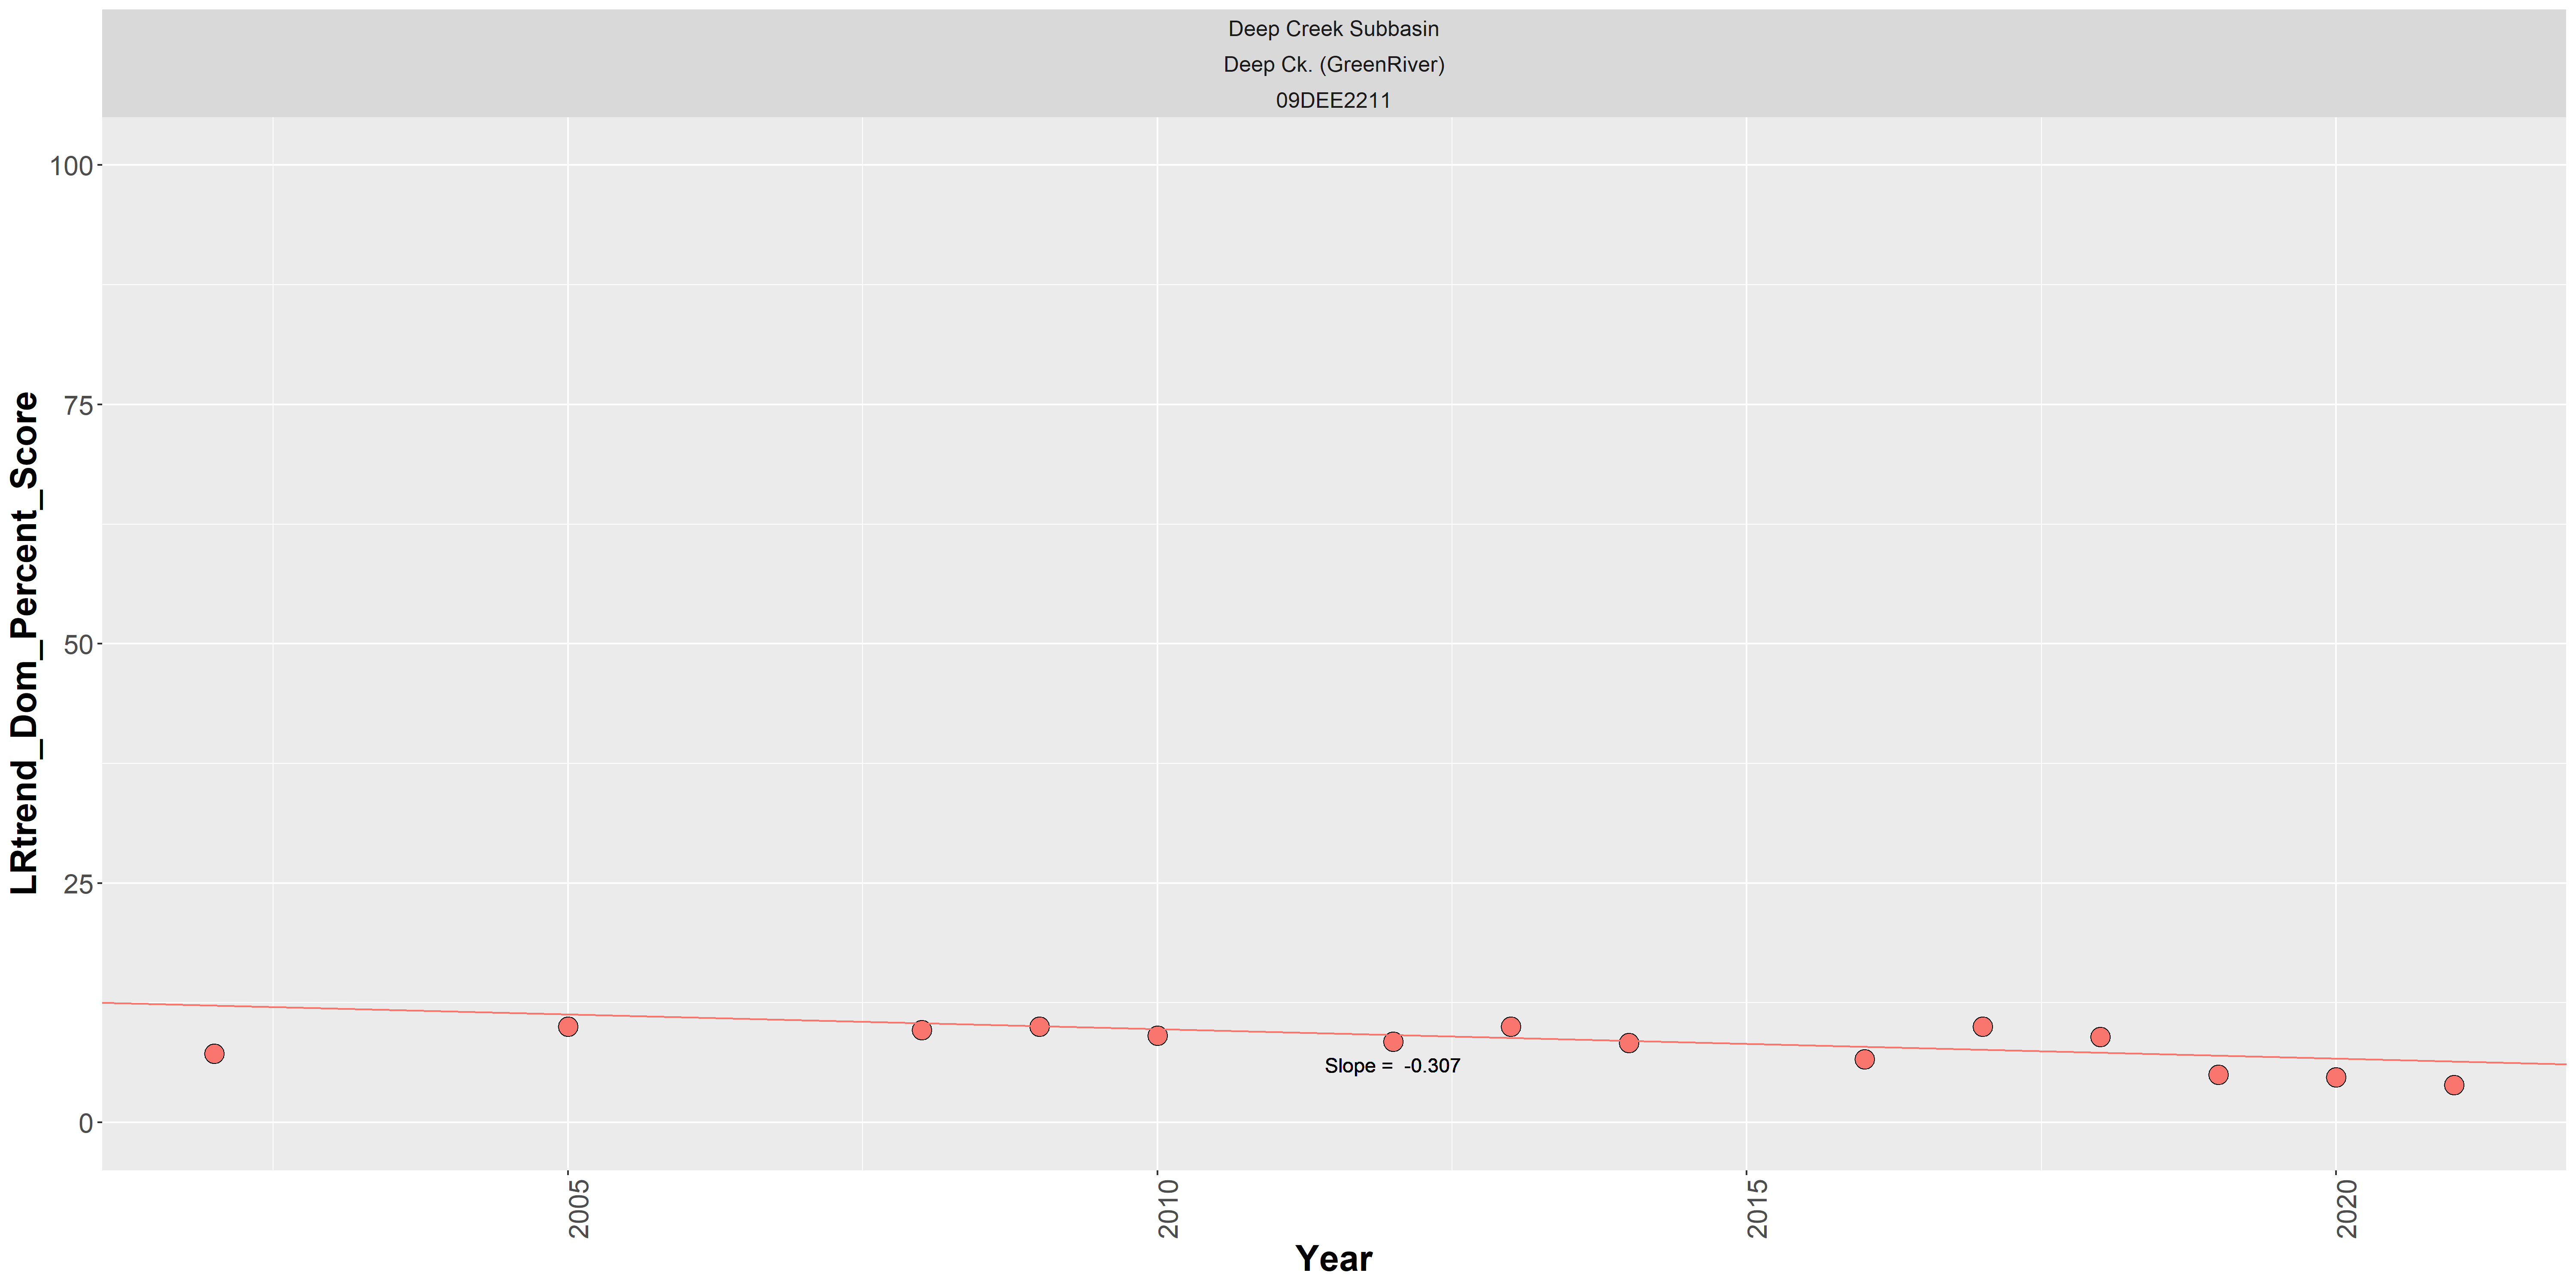 Deep Creek Subbasin
Deep Ck. (GreenRiver)
09DEE2211
LRtrend_Dom_Percent_Score
100
75
50
25
0
Slope =  -0.307
2005
2010
2015
2020
Year